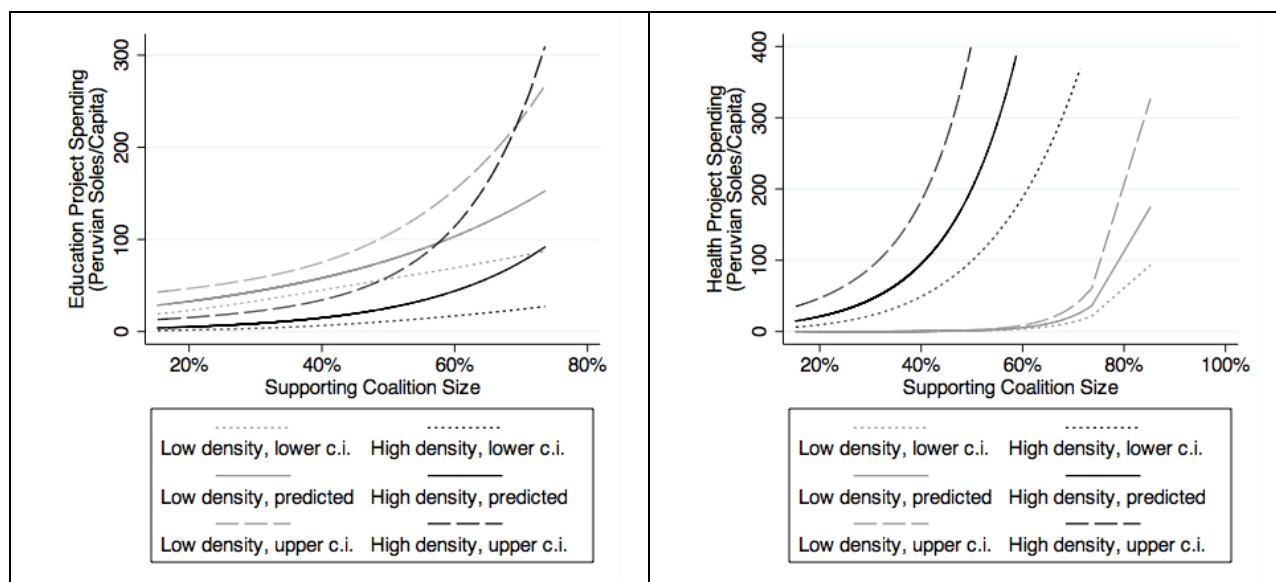 Education Project Spending
(Peruvian Soles/Capita)
300
200
100
0
20%
40%
60%
80%
Supporting Coalition Size
Low density, lower c.i.
High density, lower c.i.
Low density, predicted
High density, predicted
Low density, upper c.i.
High density, upper c.i.
Health Project Spending
(Peruvian Soles/Capita)
400
300
200
100
0
20%
40%
60%
80%
100%
Supporting Coalition Size
Low density, lower c.i.
High density, lower c.i.
Low density, predicted
High density, predicted
Low density, upper c.i.
High density, upper c.i.